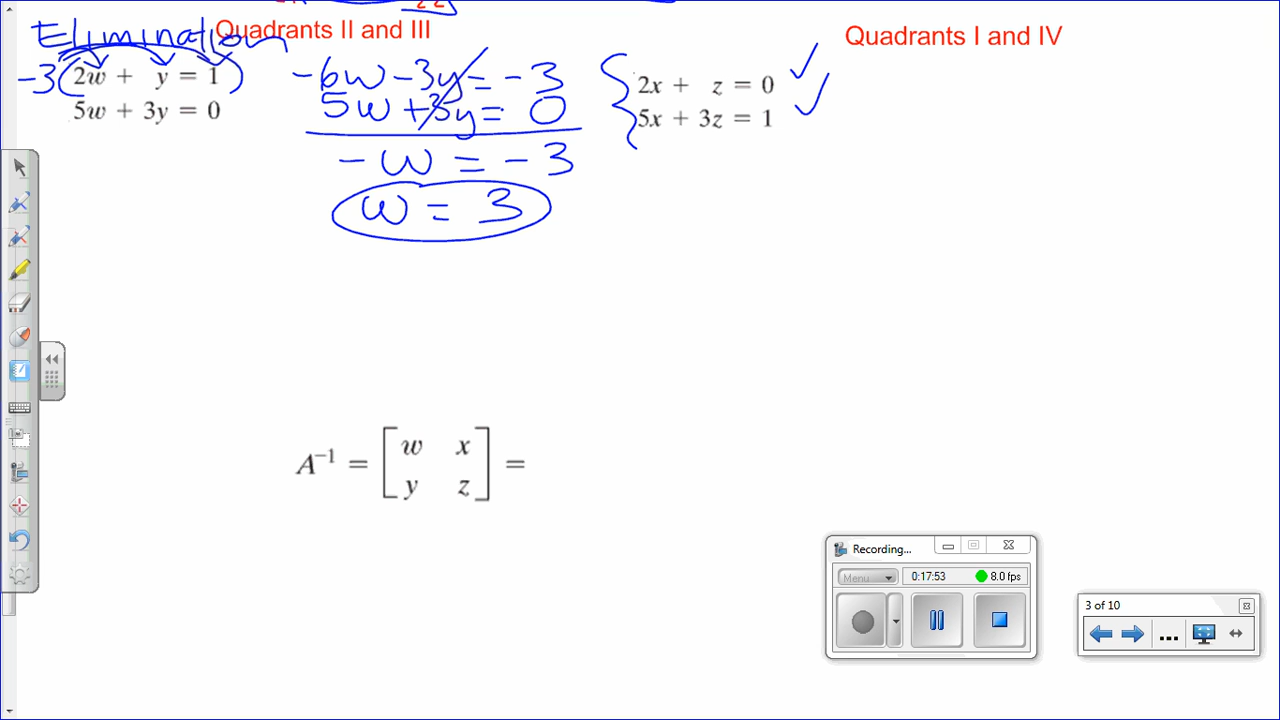 Elimination
Quadrants II and III
-3(2w + y = 1)
5w + 3y = 0
-6w - 3y = -3
5w + 3y = 0
-w = -3
w = 3
Quadrants I and IV
2x + z = 0
5x + 3z = 1
A⁻¹ = [ w x
y z ] =
Recording...
Menu
0:17:53
8.0 fps
3 of 10
...